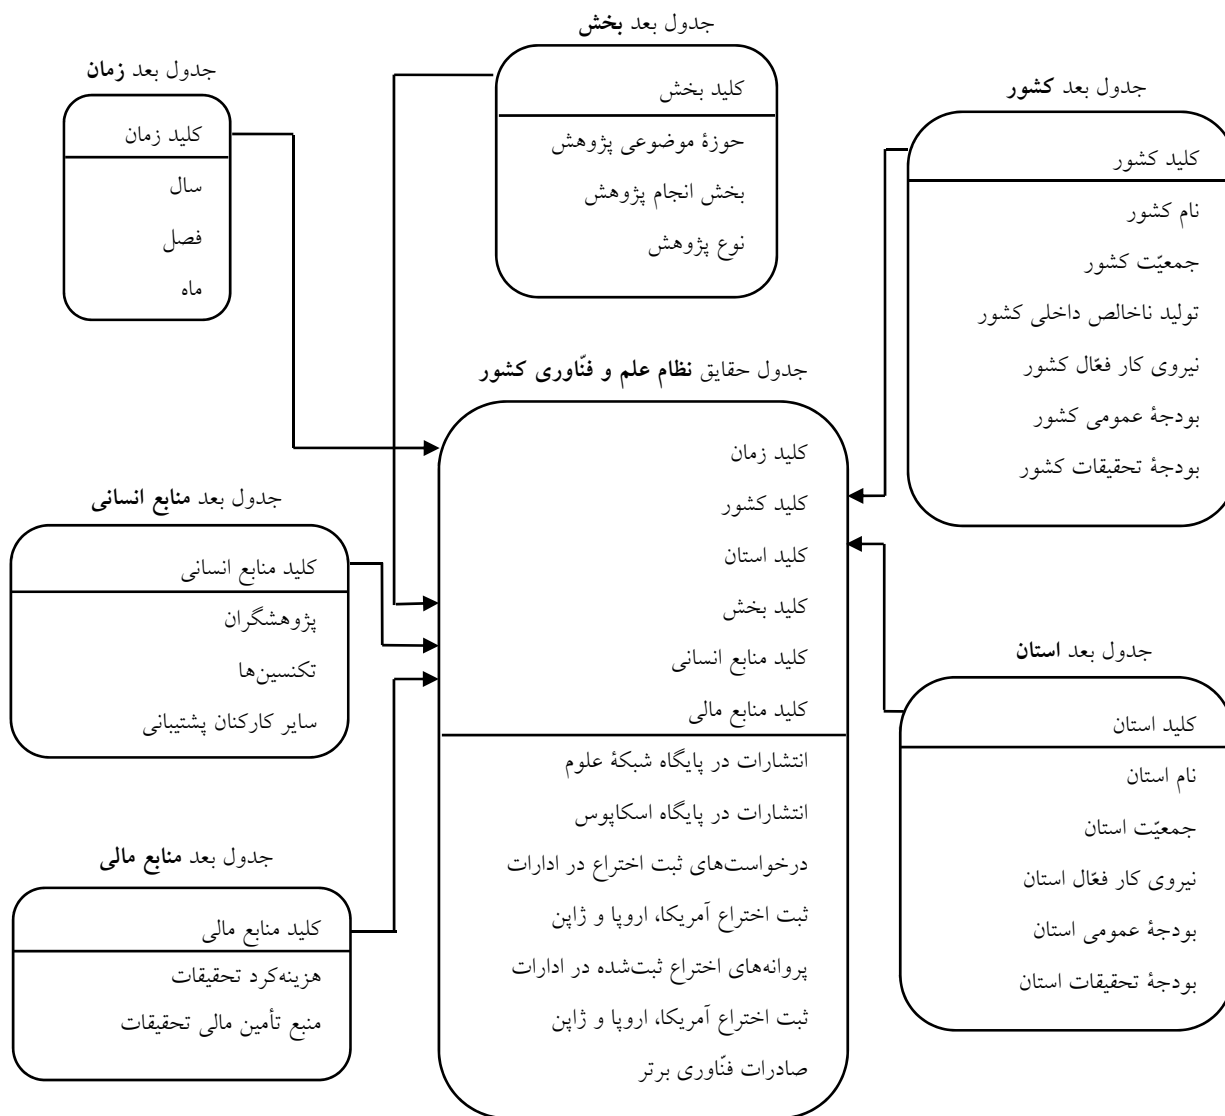 جدول بعد بخش
کلید بخش
حوزۀ موضوعی پژوهش
بخش انجام پژوهش
نوع پژوهش
جدول بعد زمان
کلید زمان
سال
فصل
ماه
جدول بعد کشور
کلید کشور
نام کشور
جمعیّت کشور
تولید ناخالص داخلی کشور
نیروی کار فعّال کشور
بودجۀ عمومی کشور
بودجۀ تحقیقات کشور
جدول حقایق نظام علم و فنّاوری کشور
کلید زمان
کلید کشور
کلید استان
کلید بخش
کلید منابع انسانی
کلید منابع مالی
انتشارات در پایگاه شبکۀ علوم
انتشارات در پایگاه اسکاپوس
درخواست‌های ثبت اختراع در ادارات
ثبت اختراع آمریکا، اروپا و ژاپن
پروانه‌های اختراع ثبت‌شده در ادارات
ثبت اختراع آمریکا، اروپا و ژاپن
صادرات فنّاوری برتر
جدول بعد منابع انسانی
کلید منابع انسانی
پژوهشگران
تکنسین‌ها
سایر کارکنان پشتیبانی
جدول بعد استان
کلید استان
نام استان
جمعیّت استان
نیروی کار فعّال استان
بودجۀ عمومی استان
بودجۀ تحقیقات استان
جدول بعد منابع مالی
کلید منابع مالی
هزینه‌کرد تحقیقات
منبع تأمین مالی تحقیقات